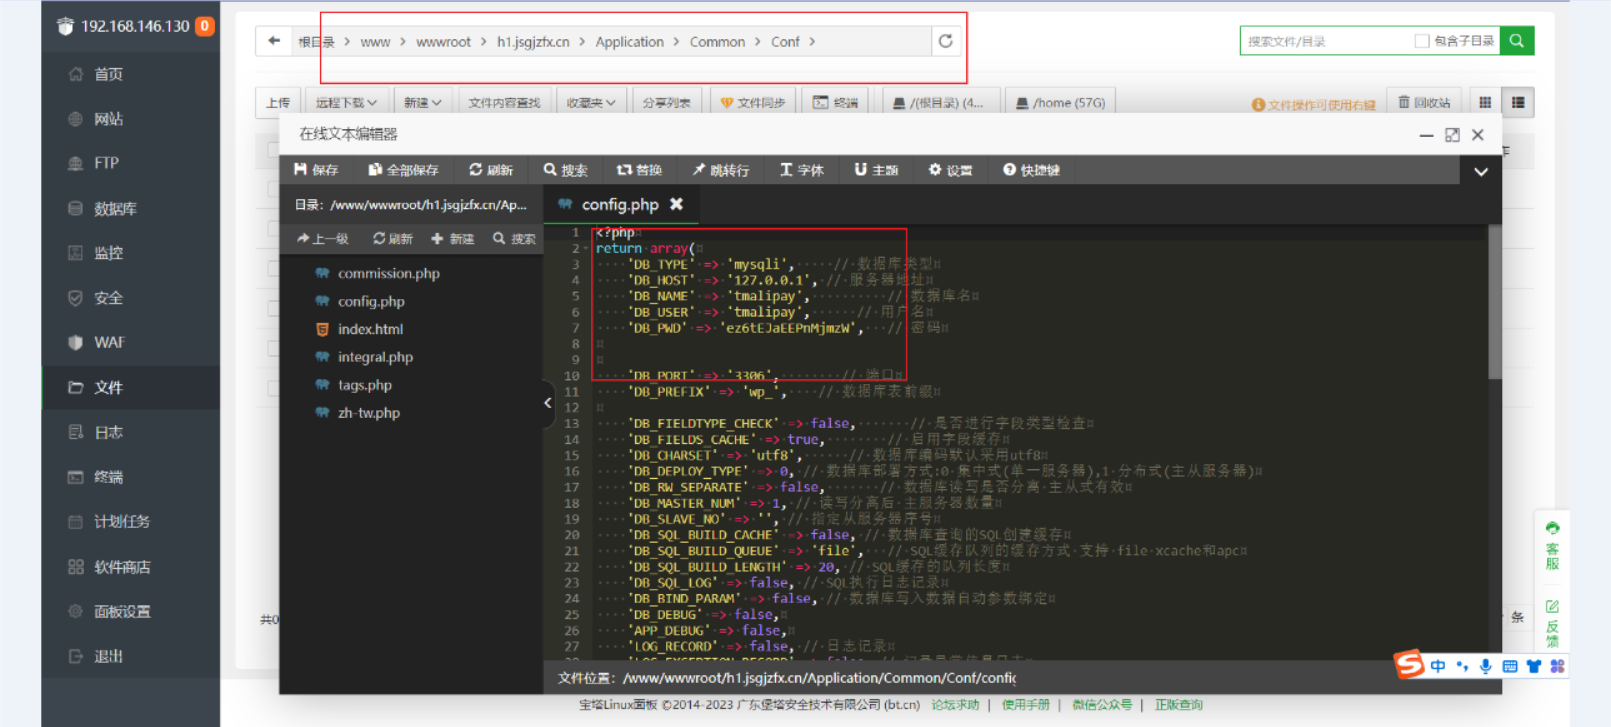 192.168.146.130 0
首页
网站
FTP
数据库
监控
安全
WAF
文件
日志
终端
计划任务
软件商店
面板设置
退出
根目录 > www > wwwroot > h1.jsgjzfx.cn > Application > Common > Conf >
搜索文件/目录 包含子目录
上传 远程下载 新建 文件内容查找 收藏夹 分享列表 文件同步 终端 /(根目录) (4... /home (57G) 文件操作可使用右键 回收站
在线文本编辑器
保存 全部保存 刷新 搜索 替换 跳转行 字体 主题 设置 快捷键
目录: /www/wwwroot/h1.jsgjzfx.cn/Ap...
上一级 刷新 新建 搜索
commission.php
config.php
index.html
integral.php
tags.php
zh-tw.php
config.php
1 <?php
2 return array(
3 'DB_TYPE' => 'mysqli', // 数据库类型
4 'DB_HOST' => '127.0.0.1', // 服务器地址
5 'DB_NAME' => 'tmalipay', // 数据库名
6 'DB_USER' => 'tmalipay', // 用户名
7 'DB_PWD' => 'ez6tEJaEEPnMjmzW', // 密码
8
9
10 'DB_PORT' => '3306', // 端口
11 'DB_PREFIX' => 'wp_', // 数据库表前缀
12
13 'DB_FIELDTYPE_CHECK' => false, // 是否进行字段类型检查
14 'DB_FIELDS_CACHE' => true, // 启用字段缓存
15 'DB_CHARSET' => 'utf8', // 数据库编码默认采用utf8
16 'DB_DEPLOY_TYPE' => 0, // 数据库部署方式:0 集中式(单一服务器),1 分布式(主从服务器)
17 'DB_RW_SEPARATE' => false, // 数据库读写是否分离 主从式有效
18 'DB_MASTER_NUM' => 1, // 读写分离后 主服务器数量
19 'DB_SLAVE_NO' => '', // 指定从服务器序号
20 'DB_SQL_BUILD_CACHE' => false, // 数据库查询的SQL创建缓存
21 'DB_SQL_BUILD_QUEUE' => 'file', // SQL缓存队列的缓存方式 支持 file xcache和apc
22 'DB_SQL_BUILD_LENGTH' => 20, // SQL缓存的队列长度
23 'DB_SQL_LOG' => false, // SQL执行日志记录
24 'DB_BIND_PARAM' => false, // 数据库写入数据自动参数绑定
25 'DB_DEBUG' => false,
26 'APP_DEBUG' => false,
27 'LOG_RECORD' => false, // 日志记录
文件位置: /www/wwwroot/h1.jsgjzfx.cn/Application/Common/Conf/config
共0
条
客服
反馈
中
宝塔Linux面板 ©2014-2023 广东堡塔安全技术有限公司 (bt.cn) 论坛求助 | 使用手册 | 微信公众号 | 正版查询